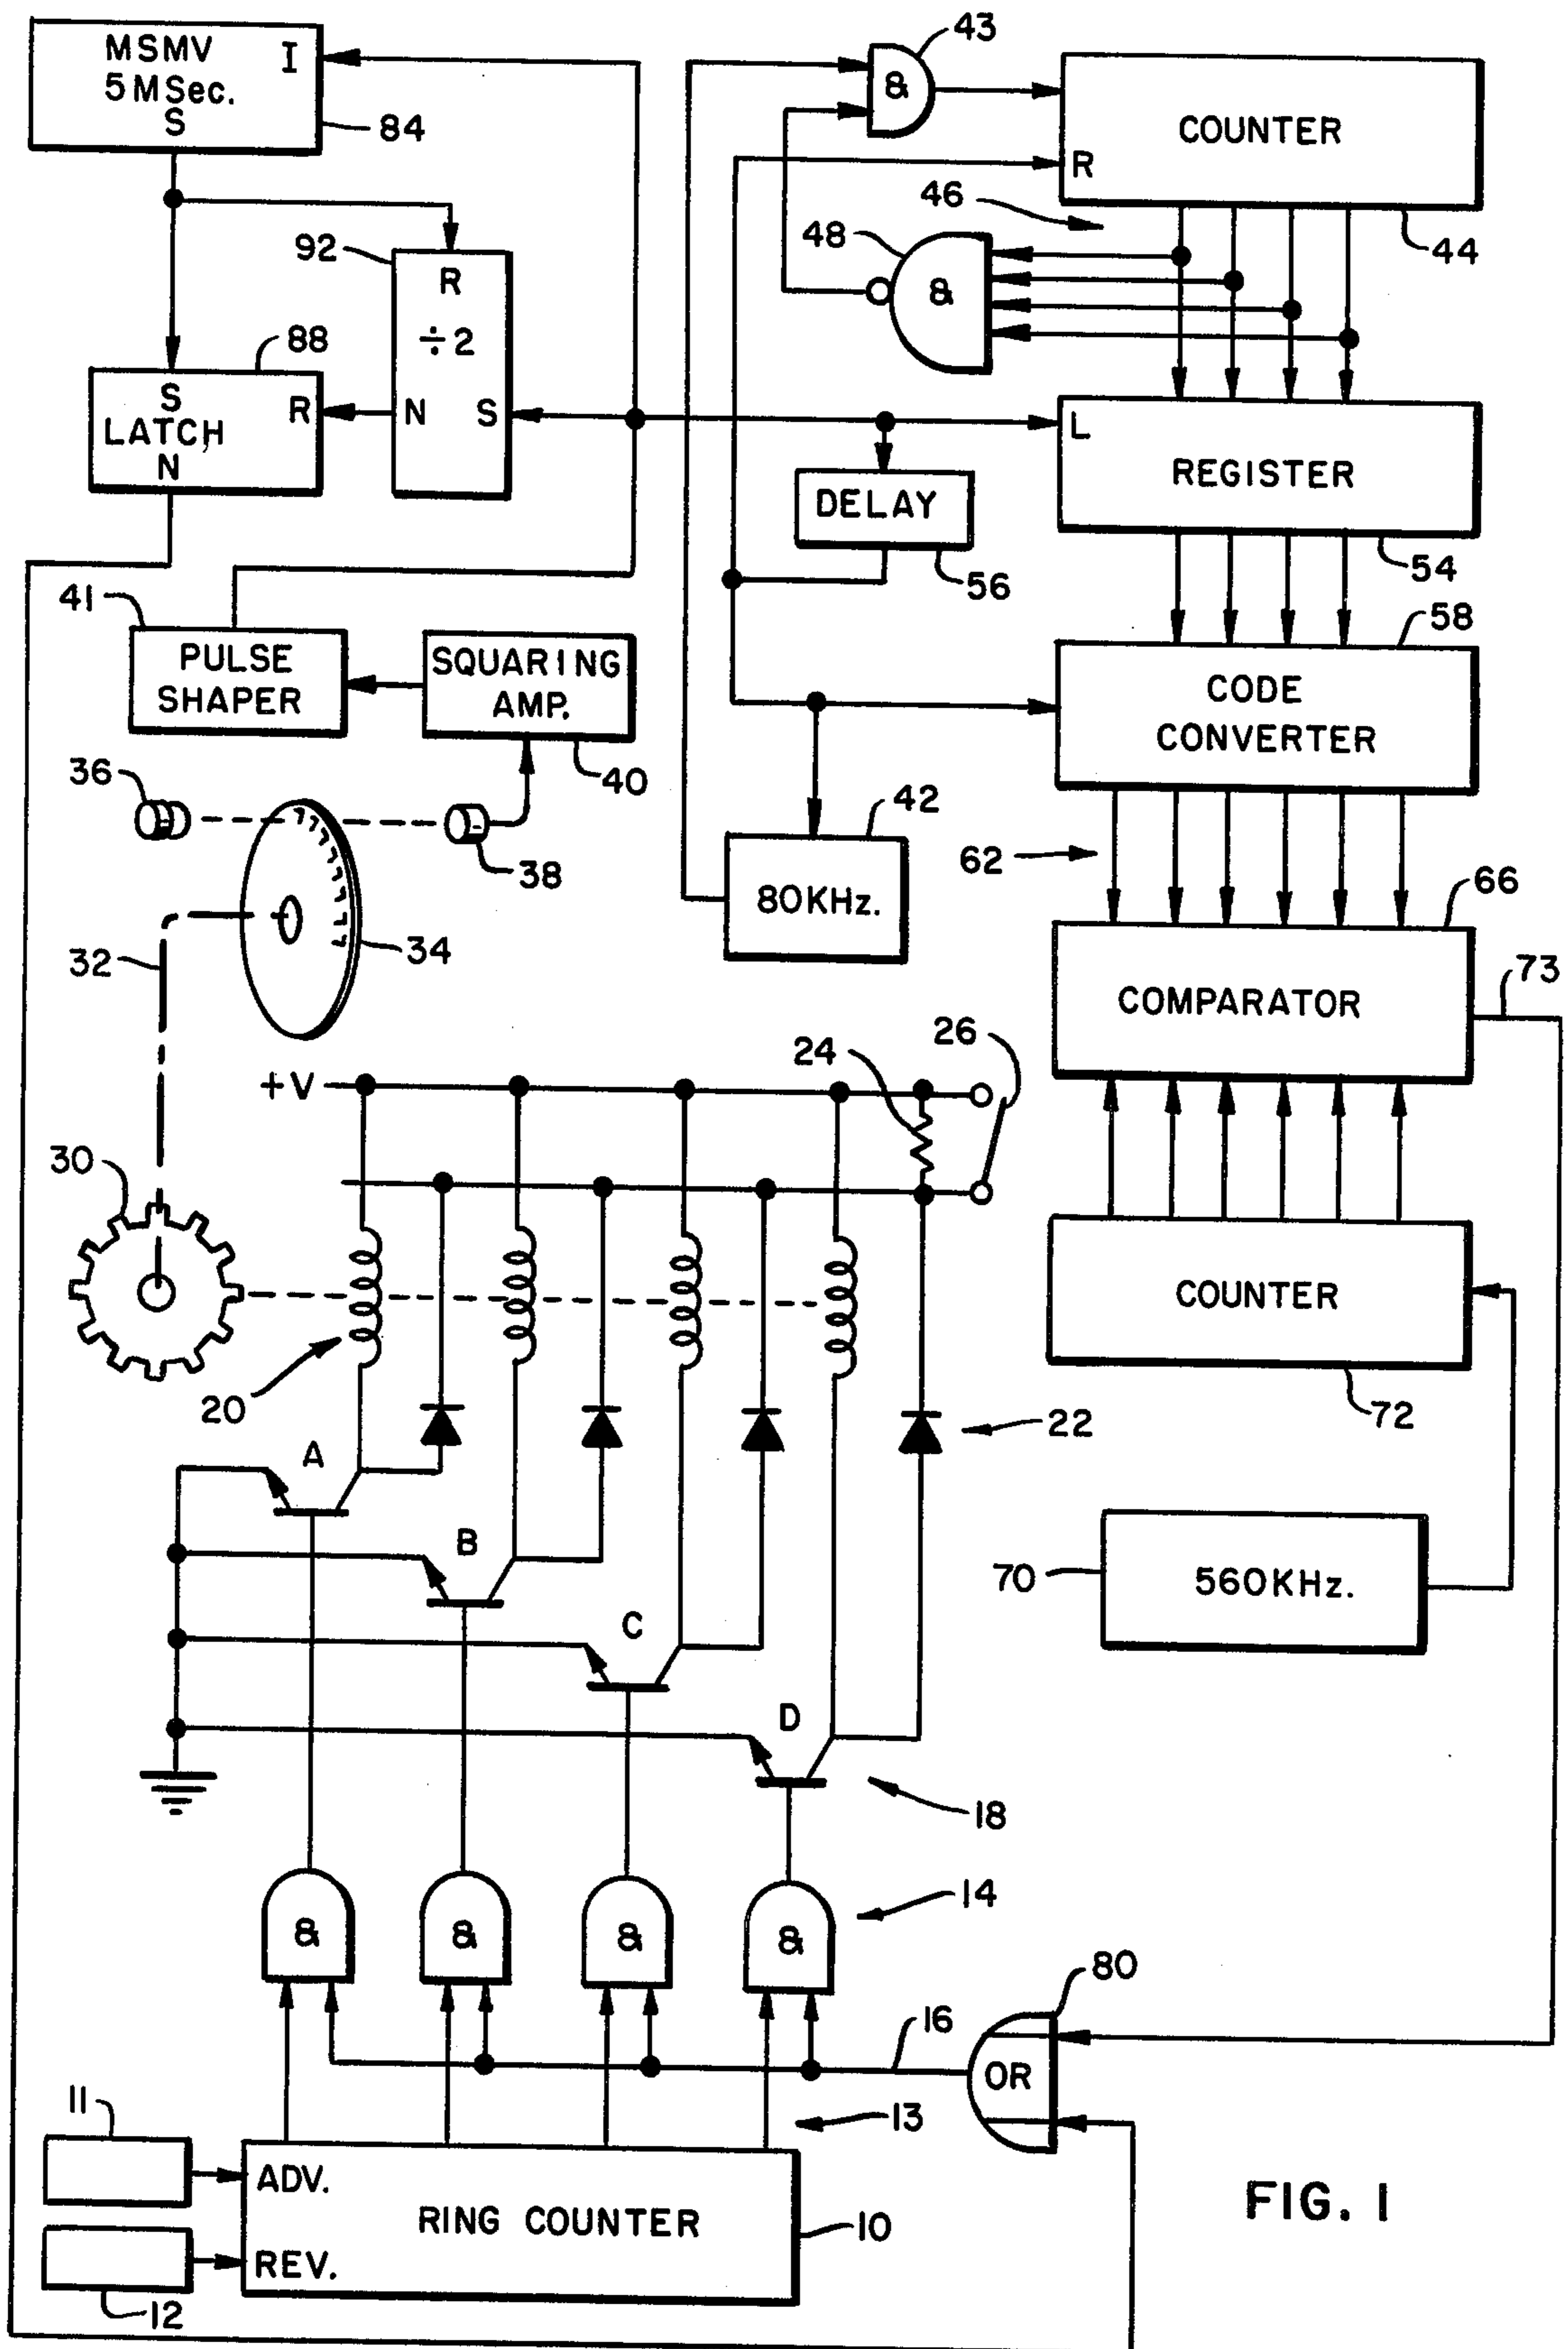 MSMV
I
5MSec.
S
84
43
&
COUNTER
R
44
46
48
&
92
R
÷2
N
S
88
S
R
LATCH
N
L
REGISTER
54
DELAY
56
41
PULSE
SHAPER
SQUARING
AMP.
40
58
CODE
CONVERTER
36
38
42
80KHz.
62
66
32
34
COMPARATOR
73
24
26
+V
30
20
COUNTER
72
22
A
B
C
D
70
560KHz.
18
14
&
&
&
&
80
16
OR
13
11
ADV.
RING COUNTER
10
REV.
12
FIG. 1